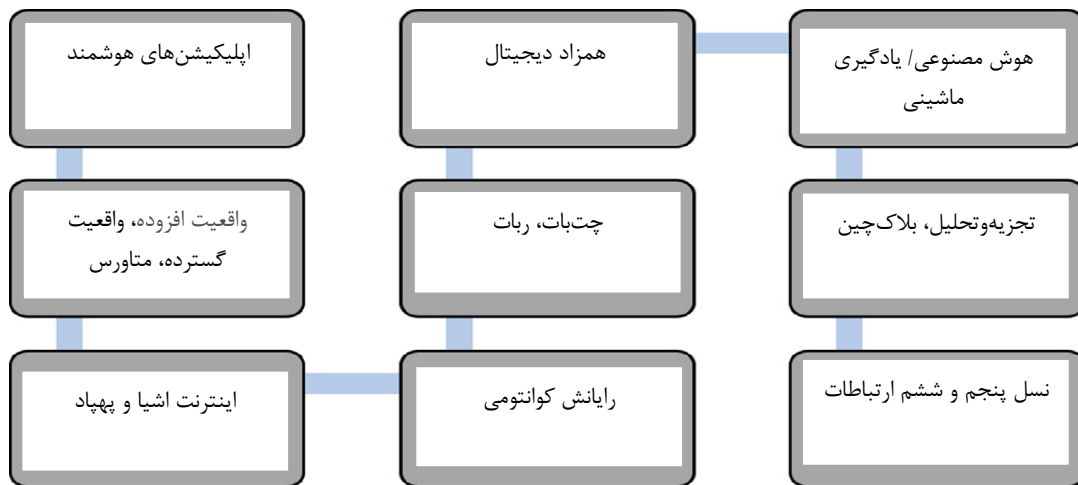 اپلیکیشن‌های هوشمند
واقعیت افزوده، واقعیت
گسترده، متاورس
اینترنت اشیا و پهپاد
رایانش کوانتومی
چت‌بات، ربات
همزاد دیجیتال
هوش مصنوعی/ یادگیری
ماشینی
تجزیه‌وتحلیل، بلاک‌چین
نسل پنجم و ششم ارتباطات